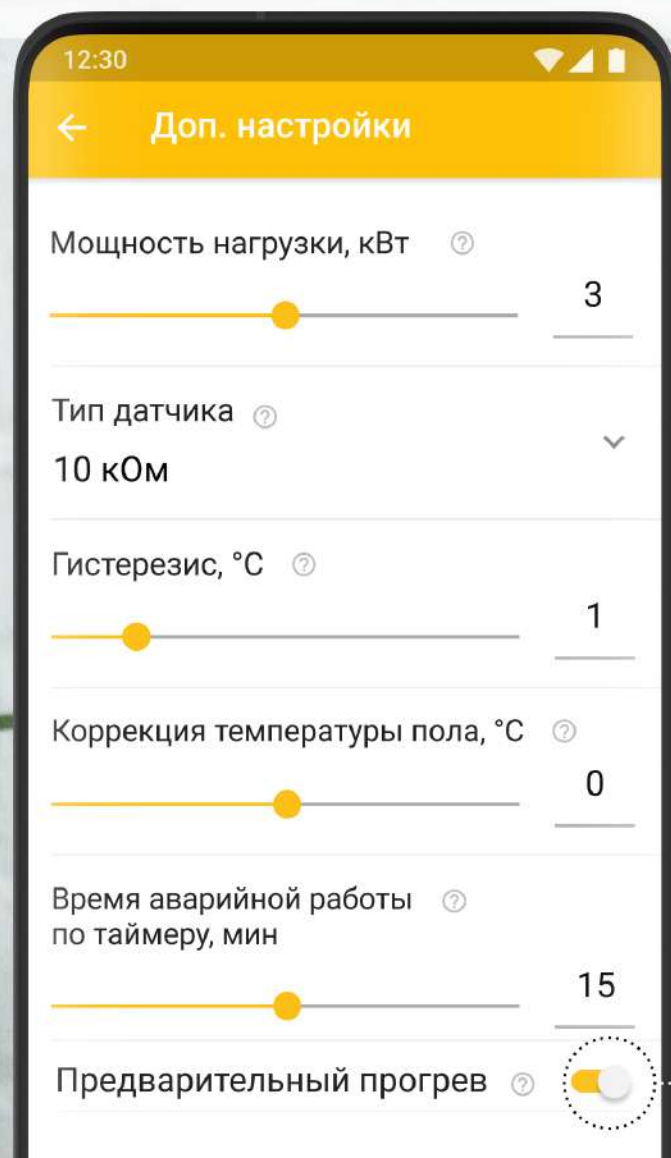 12:30
Доп. настройки
Мощность нагрузки, кВт
3
Тип датчика
10 кОм
Гистерезис, °C
1
Коррекция температуры пола, °C
0
Время аварийной работы
по таймеру, мин
15
Предварительный прогрев